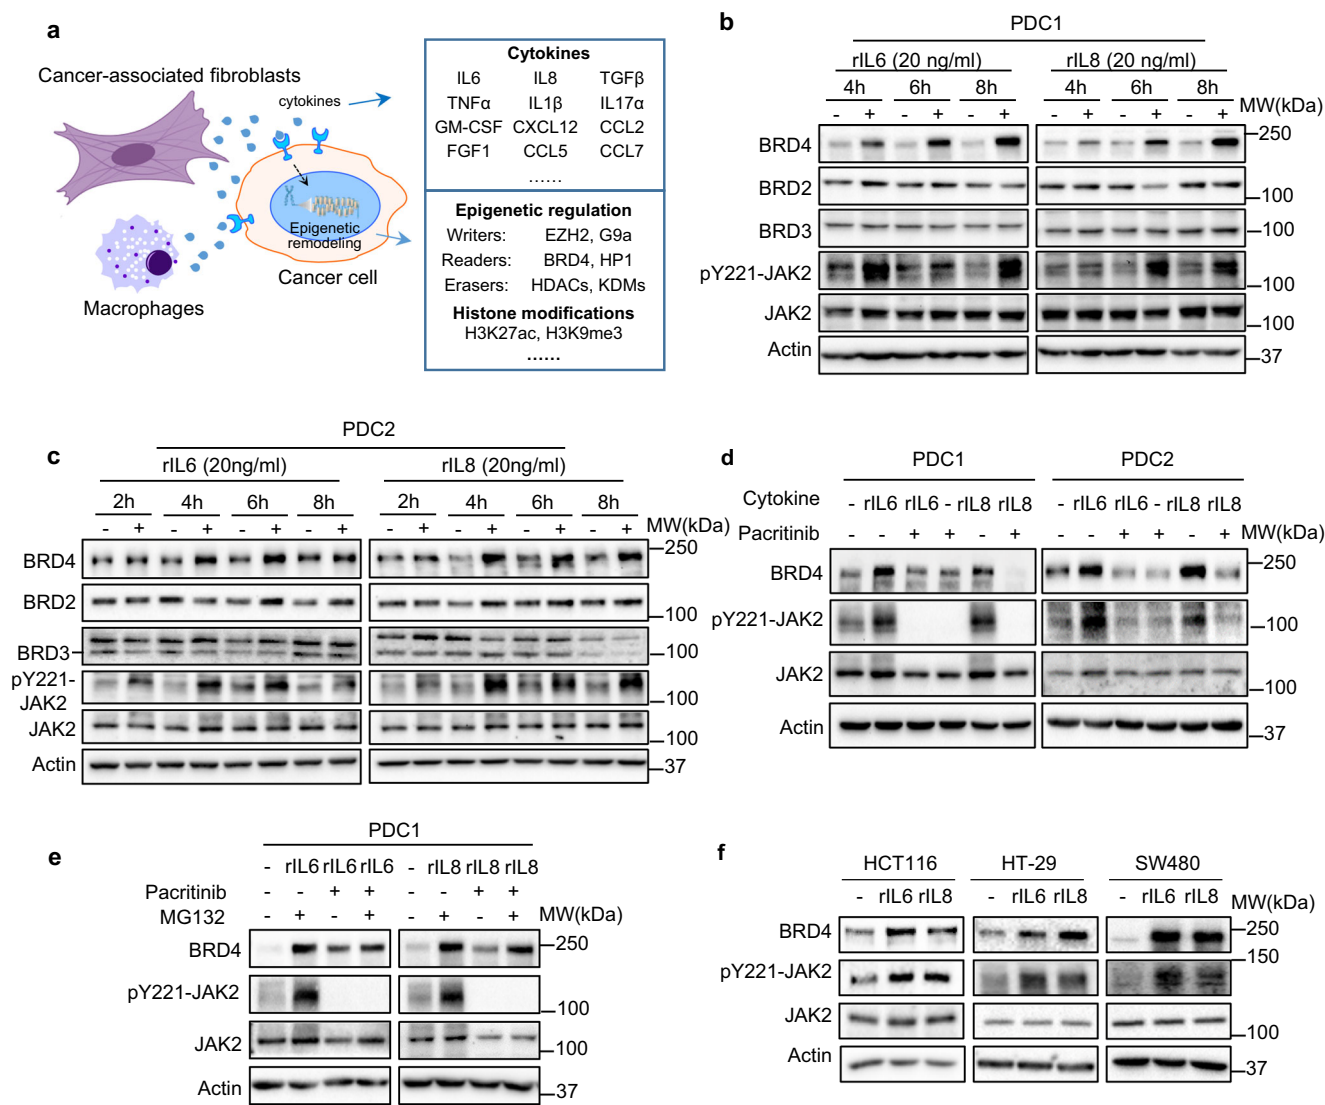 a
Cancer-associated fibroblasts
cytokines
Macrophages
Epigenetic
remodeling
Cancer cell
Cytokines
IL6 IL8 TGFβ
TNFα IL1β IL17α
GM-CSF CXCL12 CCL2
FGF1 CCL5 CCL7
......
Epigenetic regulation
Writers: EZH2, G9a
Readers: BRD4, HP1
Erasers: HDACs, KDMs
Histone modifications
H3K27ac, H3K9me3
......
b
PDC1
rIL6 (20 ng/ml) rIL8 (20 ng/ml)
4h 6h 8h 4h 6h 8h
- + - + - + - + - + - + MW(kDa)
BRD4 250
BRD2 100
BRD3
pY221-JAK2 100
JAK2 100
Actin 37
c
PDC2
rIL6 (20ng/ml) rIL8 (20ng/ml)
2h 4h 6h 8h 2h 4h 6h 8h
- + - + - + - + - + - + - + - + MW(kDa)
BRD4 250
BRD2 100
BRD3 100
pY221-
JAK2 100
JAK2 100
Actin 37
d
PDC1 PDC2
Cytokine - rIL6 rIL6 - rIL8 rIL8 - rIL6 rIL6 - rIL8 rIL8
Pacritinib - - + + - + - - + + - + MW(kDa)
BRD4 250
pY221-JAK2 100
JAK2 100
Actin 37
e
PDC1
- rIL6 rIL6 rIL6 - rIL8 rIL8 rIL8
Pacritinib - - + + - - + +
MG132 - + - + - + - + MW(kDa)
BRD4 250
pY221-JAK2 100
JAK2 100
Actin 37
f
HCT116 HT-29 SW480
- rIL6 rIL8 - rIL6 rIL8 - rIL6 rIL8
MW(kDa)
BRD4 250
150
pY221-JAK2
JAK2 100
Actin 37